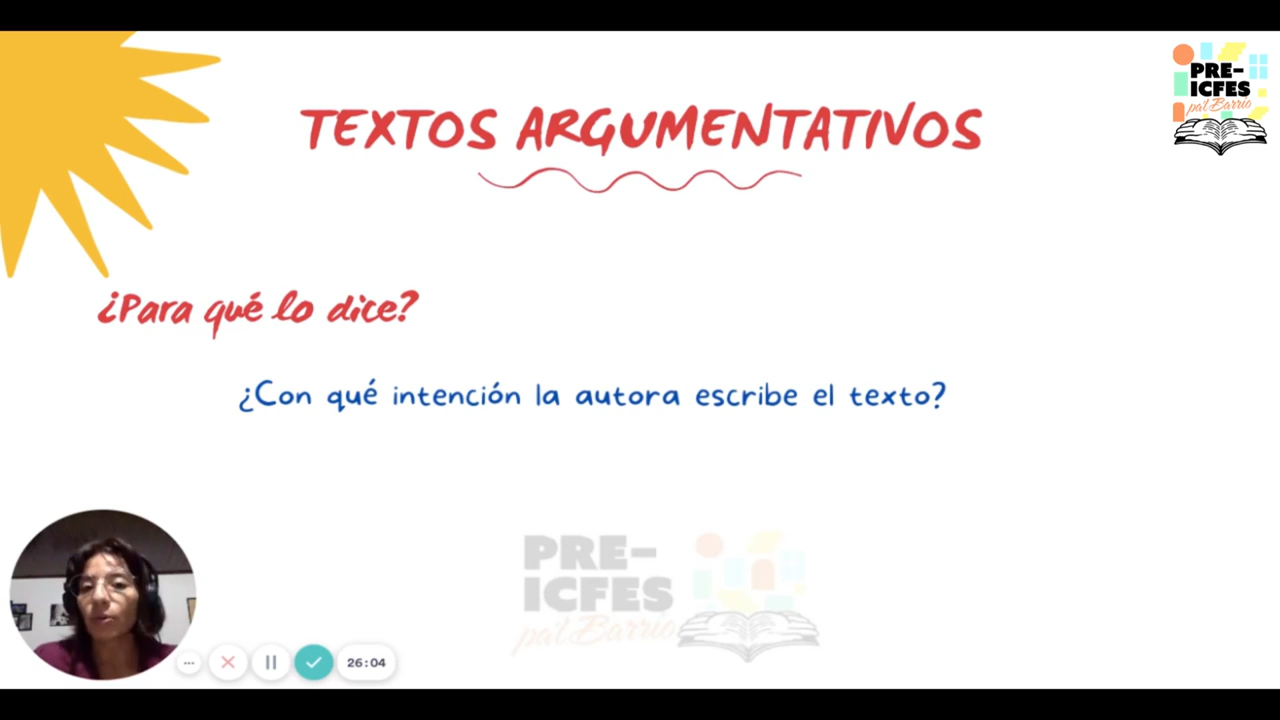 PRE-
ICFES
pa'l Barrio
TEXTOS ARGUMENTATIVOS
¿Para qué lo dice?
¿Con qué intención la autora escribe el texto?
PRE-
ICFES
pa'l Barrio
26:04